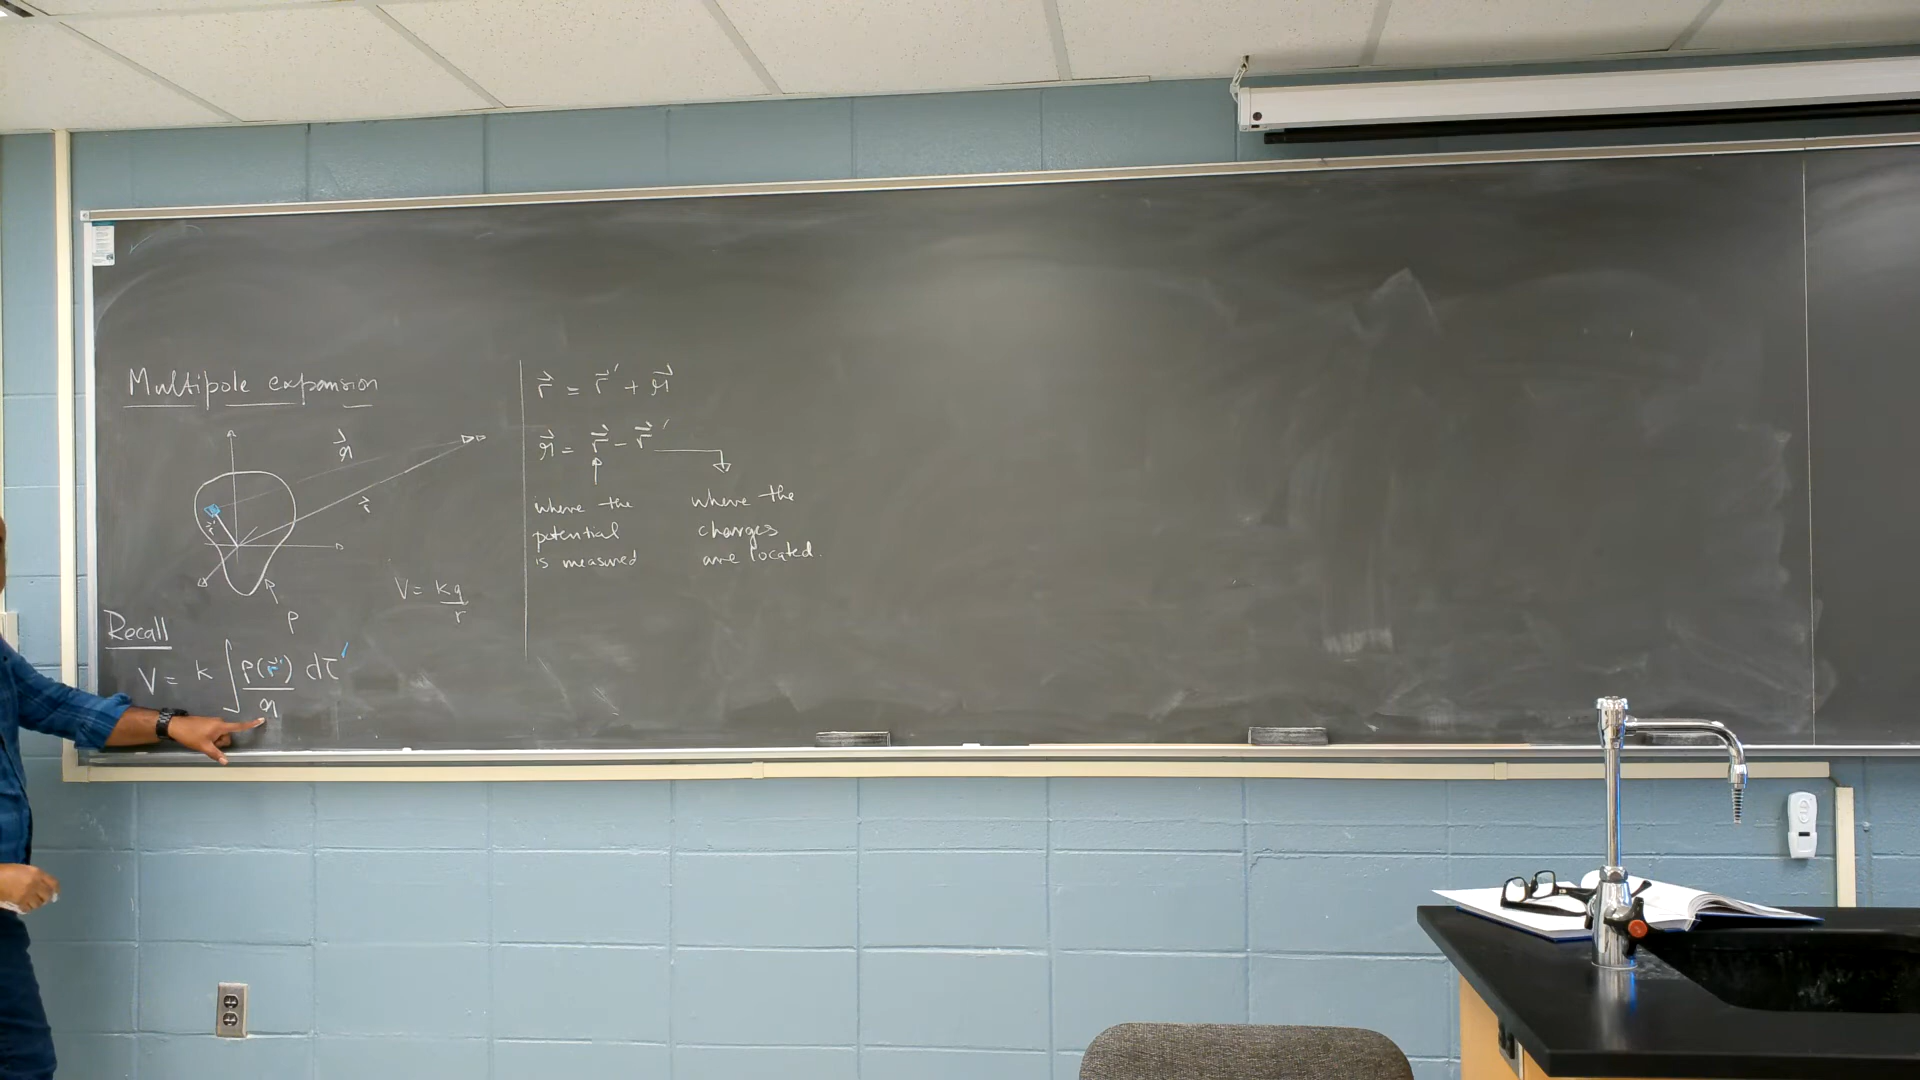 Multipole expansion
𝓇⃗
r⃗
r⃗'
ρ
V = kq/r
Recall
V = k ∫ ρ(r⃗')/𝓇 dτ'
r⃗ = r⃗' + 𝓇⃗
𝓇⃗ = r⃗ - r⃗'
where the
potential
is measured
where the
charges
are located.